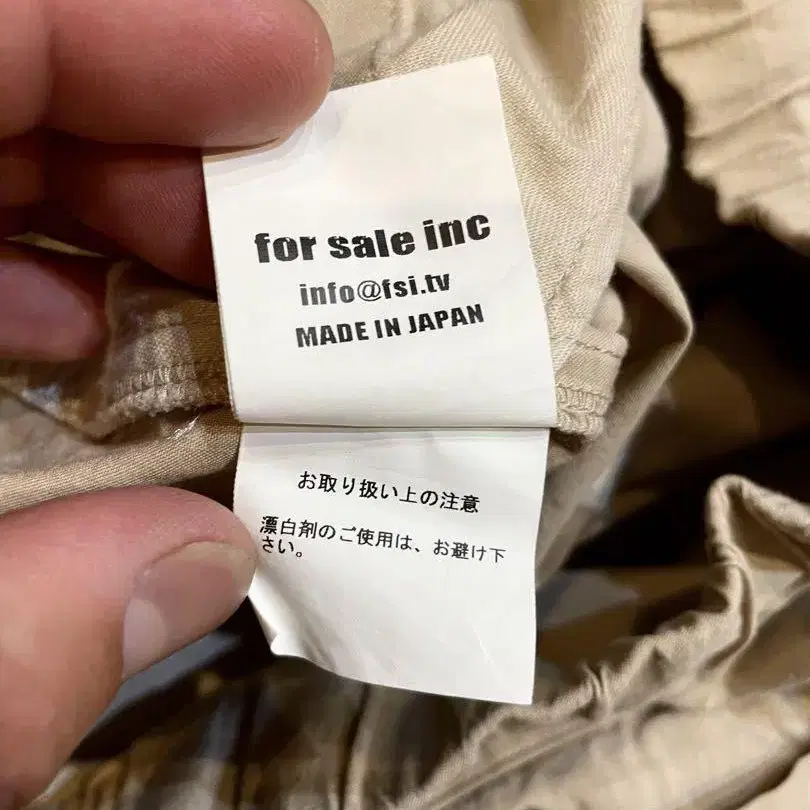 for sale inc
info@fsi.tv
MADE IN JAPAN
お取り扱い上の注意
漂白剤のご使用は、お避け下
さい。